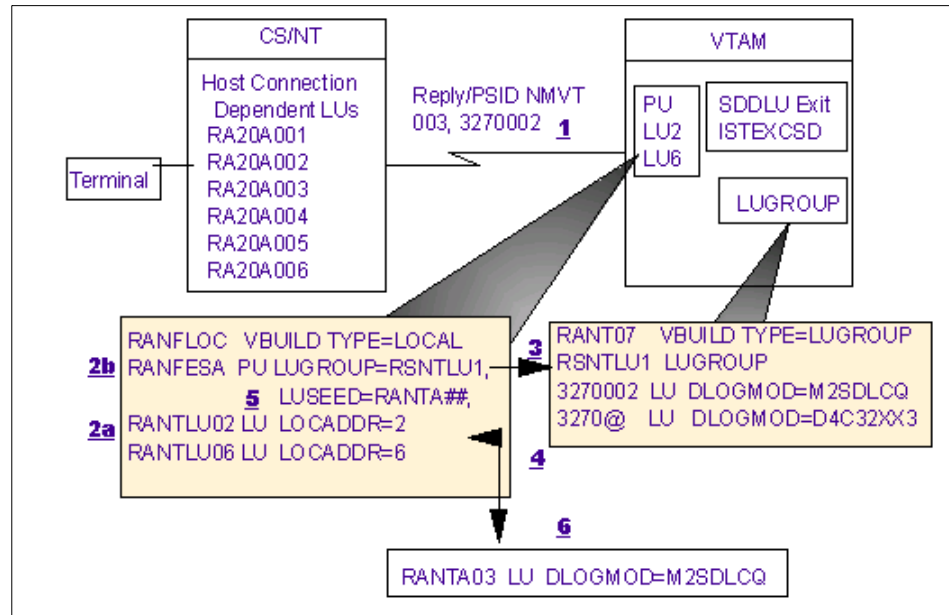 CS/NT
Host Connection
Dependent LUs
RA20A001
RA20A002
RA20A003
RA20A004
RA20A005
RA20A006
Terminal
Reply/PSID NMVT
003, 3270002 1
VTAM
PU
LU2
LU6
SDDLU Exit
ISTEXCSD
LUGROUP
RANFLOC VBUILD TYPE=LOCAL
2b RANFESA PU LUGROUP=RSNTLU1,
5 LUSEED=RANTA##,
2a RANTLU02 LU LOCADDR=2
RANTLU06 LU LOCADDR=6
3
RANT07 VBUILD TYPE=LUGROUP
RSNTLU1 LUGROUP
3270002 LU DLOGMOD=M2SDLCQ
3270@ LU DLOGMOD=D4C32XX3
4
6
RANTA03 LU DLOGMOD=M2SDLCQ